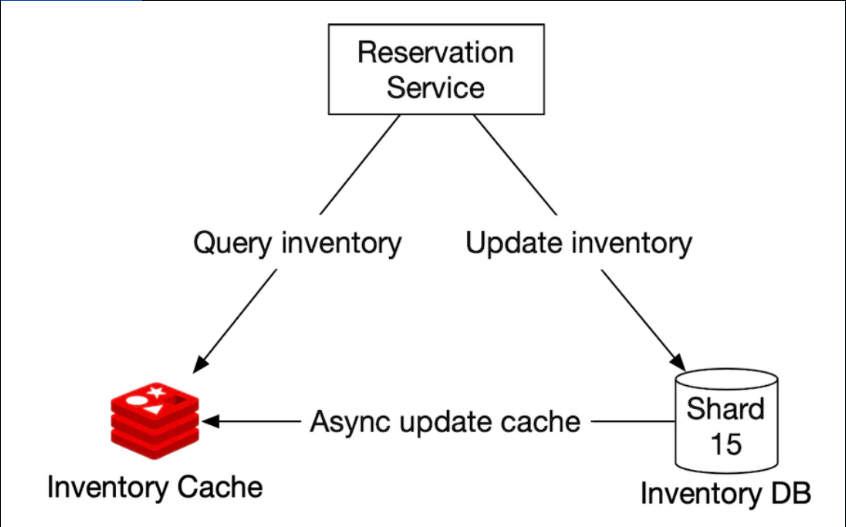 Reservation
Service
Query inventory
Update inventory
Async update cache
Shard
15
Inventory Cache
Inventory DB